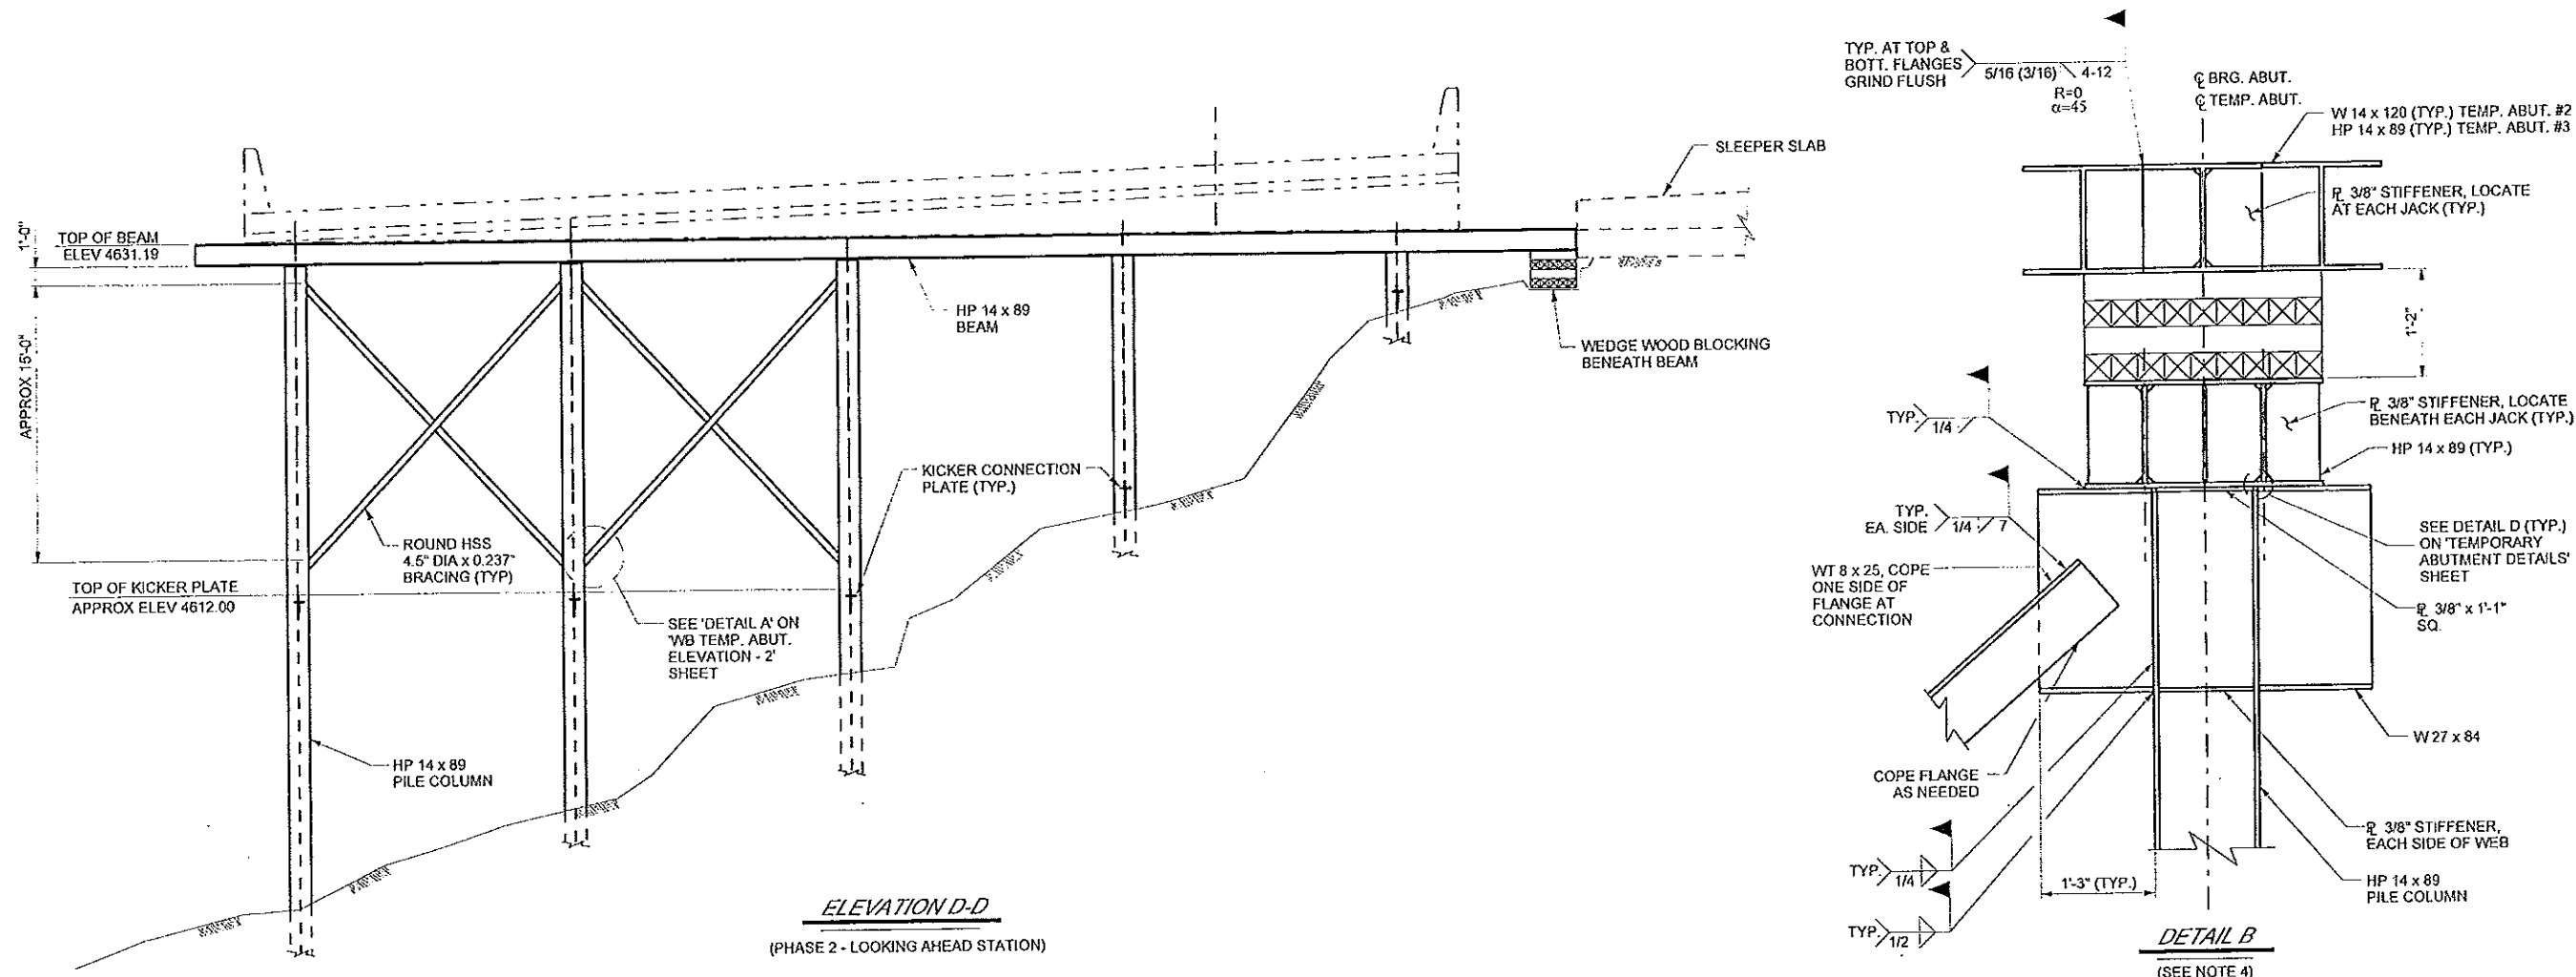 1'-0"
TOP OF BEAM
ELEV 4631.19
APPROX 15'-0"
TOP OF KICKER PLATE
APPROX ELEV 4612.00
HP 14 x 89
PILE COLUMN
ROUND HSS
4.5" DIA x 0.237"
BRACING (TYP)
SEE 'DETAIL A' ON
'WB TEMP. ABUT.
ELEVATION - 2'
SHEET
HP 14 x 89
BEAM
KICKER CONNECTION
PLATE (TYP.)
SLEEPER SLAB
WEDGE WOOD BLOCKING
BENEATH BEAM
ELEVATION D-D
(PHASE 2 - LOOKING AHEAD STATION)
TYP. AT TOP &
BOTT. FLANGES
GRIND FLUSH
5/16 (3/16) 4-12
R=0
α=45
℄ BRG. ABUT.
℄ TEMP. ABUT.
W 14 x 120 (TYP.) TEMP. ABUT. #2
HP 14 x 89 (TYP.) TEMP. ABUT. #3
PL 3/8" STIFFENER, LOCATE
AT EACH JACK (TYP.)
1'-2"
TYP.
1/4
PL 3/8" STIFFENER, LOCATE
BENEATH EACH JACK (TYP.)
HP 14 x 89 (TYP.)
TYP.
EA. SIDE
1/4 7
SEE DETAIL D (TYP.)
ON 'TEMPORARY
ABUTMENT DETAILS'
SHEET
WT 8 x 25, COPE
ONE SIDE OF
FLANGE AT
CONNECTION
PL 3/8" x 1'-1"
SQ.
W 27 x 84
COPE FLANGE
AS NEEDED
PL 3/8" STIFFENER,
EACH SIDE OF WEB
TYP.
1/4
1'-3" (TYP.)
HP 14 x 89
PILE COLUMN
TYP.
1/2
DETAIL B
(SEE NOTE 4)